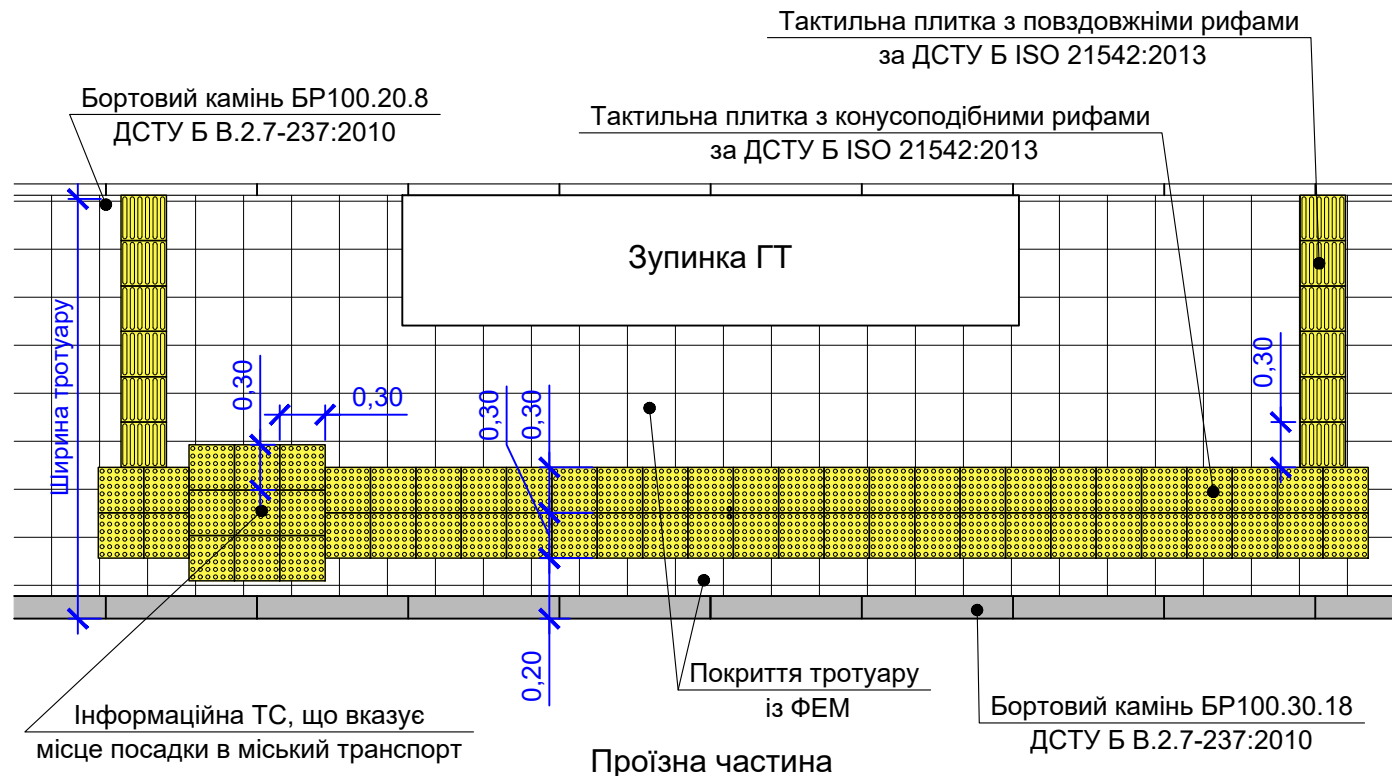 Тактильна плитка з повздовжніми рифами
за ДСТУ Б ISO 21542:2013
Бортовий камінь БР100.20.8
ДСТУ Б В.2.7-237:2010
Тактильна плитка з конусоподібними рифами
за ДСТУ Б ISO 21542:2013
Зупинка ГТ
Ширина тротуару
0,30
0,30
0,30
0,30
0,30
0,20
Покриття тротуару
із ФЕМ
Інформаційна ТС, що вказує
місце посадки в міський транспорт
Бортовий камінь БР100.30.18
ДСТУ Б В.2.7-237:2010
Проїзна частина